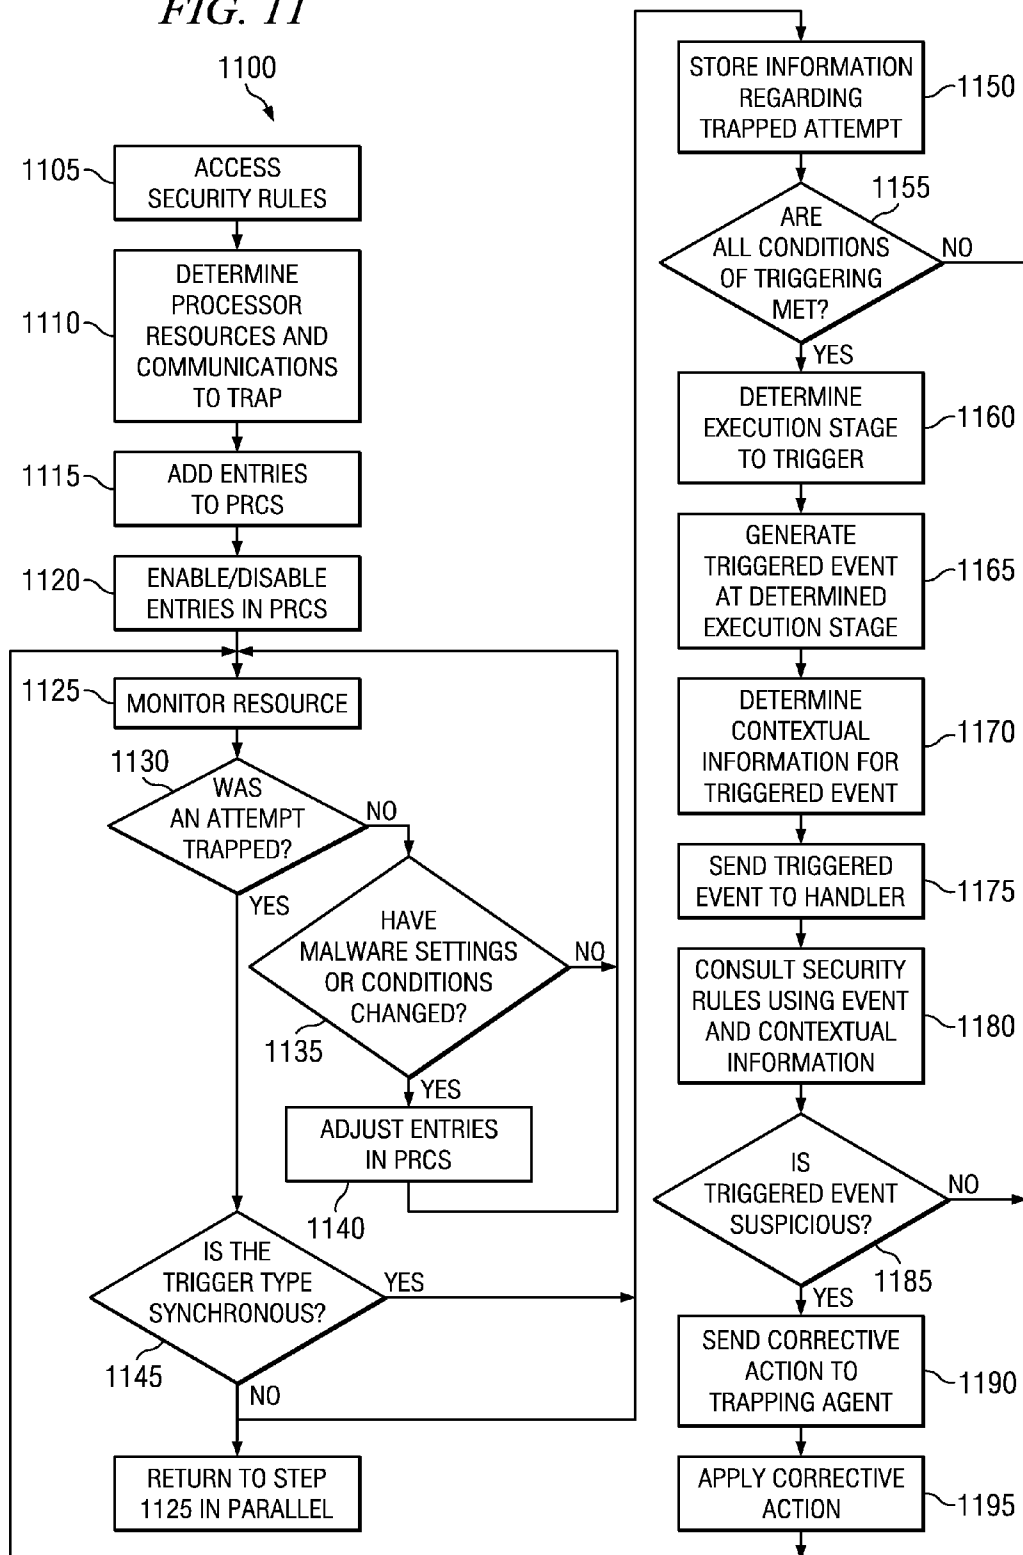 FIG. 11
1100
1105
ACCESS
SECURITY RULES
1110
DETERMINE
PROCESSOR
RESOURCES AND
COMMUNICATIONS
TO TRAP
1115
ADD ENTRIES
TO PRCS
1120
ENABLE/DISABLE
ENTRIES IN PRCS
1125
MONITOR RESOURCE
1130
WAS
AN ATTEMPT
TRAPPED?
NO
YES
HAVE
MALWARE SETTINGS
OR CONDITIONS
CHANGED?
NO
1135
YES
ADJUST ENTRIES
IN PRCS
1140
IS THE
TRIGGER TYPE
SYNCHRONOUS?
YES
1145
NO
RETURN TO STEP
1125 IN PARALLEL
STORE INFORMATION
REGARDING
TRAPPED ATTEMPT
1150
1155
ARE
ALL CONDITIONS
OF TRIGGERING
MET?
NO
YES
DETERMINE
EXECUTION STAGE
TO TRIGGER
1160
GENERATE
TRIGGERED EVENT
AT DETERMINED
EXECUTION STAGE
1165
DETERMINE
CONTEXTUAL
INFORMATION FOR
TRIGGERED EVENT
1170
SEND TRIGGERED
EVENT TO HANDLER
1175
CONSULT SECURITY
RULES USING EVENT
AND CONTEXTUAL
INFORMATION
1180
IS
TRIGGERED EVENT
SUSPICIOUS?
NO
1185
YES
SEND CORRECTIVE
ACTION TO
TRAPPING AGENT
1190
APPLY CORRECTIVE
ACTION
1195